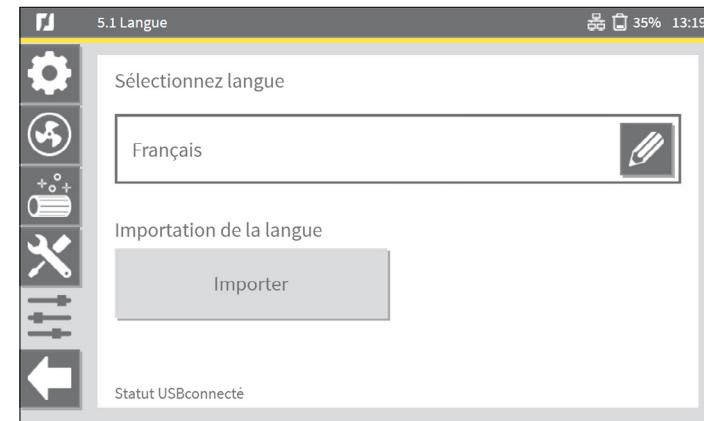 5.1 Langue 35% 13:19
Sélectionnez langue
Français
Importation de la langue
Importer
Statut USBconnecté